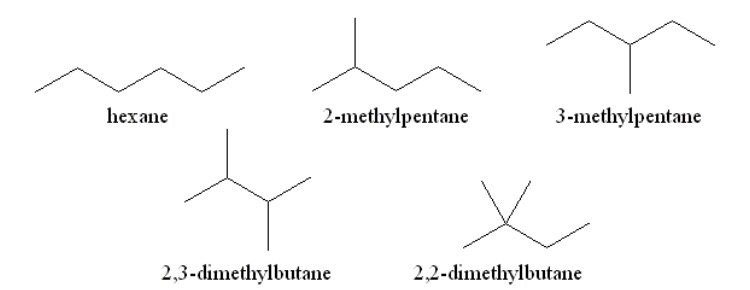 hexane
2-methylpentane
3-methylpentane
2,3-dimethylbutane
2,2-dimethylbutane